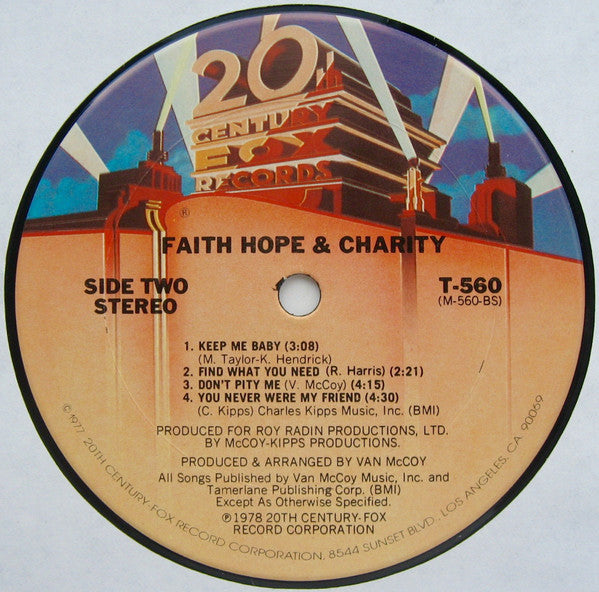 20th
CENTURY
FOX
RECORDS
®
FAITH HOPE & CHARITY
SIDE TWO
STEREO
T-560
(M-560-BS)
1. KEEP ME BABY (3:08)
(M. Taylor-K. Hendrick)
2. FIND WHAT YOU NEED (R. Harris) (2:21)
3. DON'T PITY ME (V. McCoy) (4:15)
4. YOU NEVER WERE MY FRIEND (4:30)
(C. Kipps) Charles Kipps Music, Inc. (BMI)
PRODUCED FOR ROY RADIN PRODUCTIONS, LTD.
BY McCOY-KIPPS PRODUCTIONS.
PRODUCED & ARRANGED BY VAN McCOY
All Songs Published by Van McCoy Music, Inc. and
Tamerlane Publishing Corp. (BMI)
Except As Otherwise Specified.
℗ 1978 20TH CENTURY-FOX
RECORD CORPORATION
© 1977 20TH CENTURY-FOX RECORD CORPORATION, 8544 SUNSET BLVD., LOS ANGELES, CA 90069